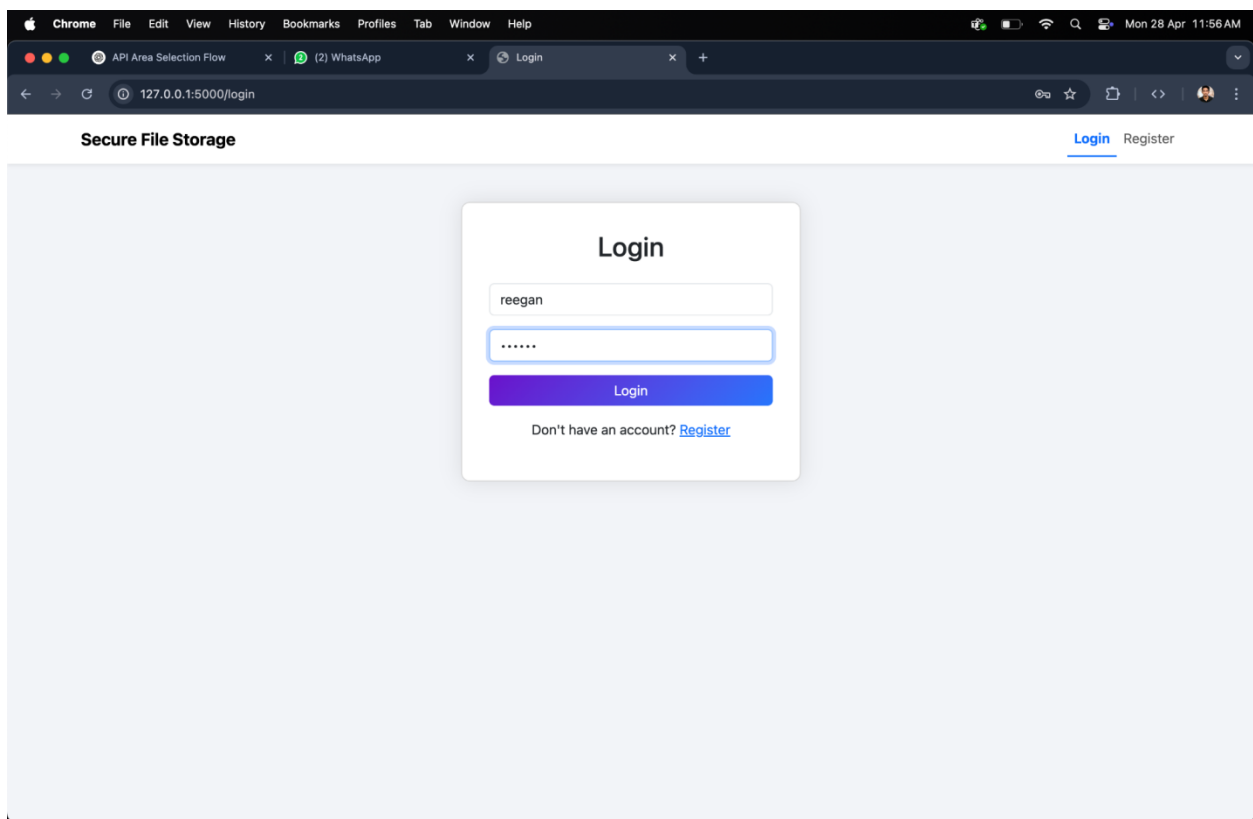 Chrome File Edit View History Bookmarks Profiles Tab Window Help Mon 28 Apr 11:56 AM
API Area Selection Flow (2) WhatsApp Login
127.0.0.1:5000/login
Secure File Storage Login Register
Login
reegan
······
Login
Don't have an account? Register